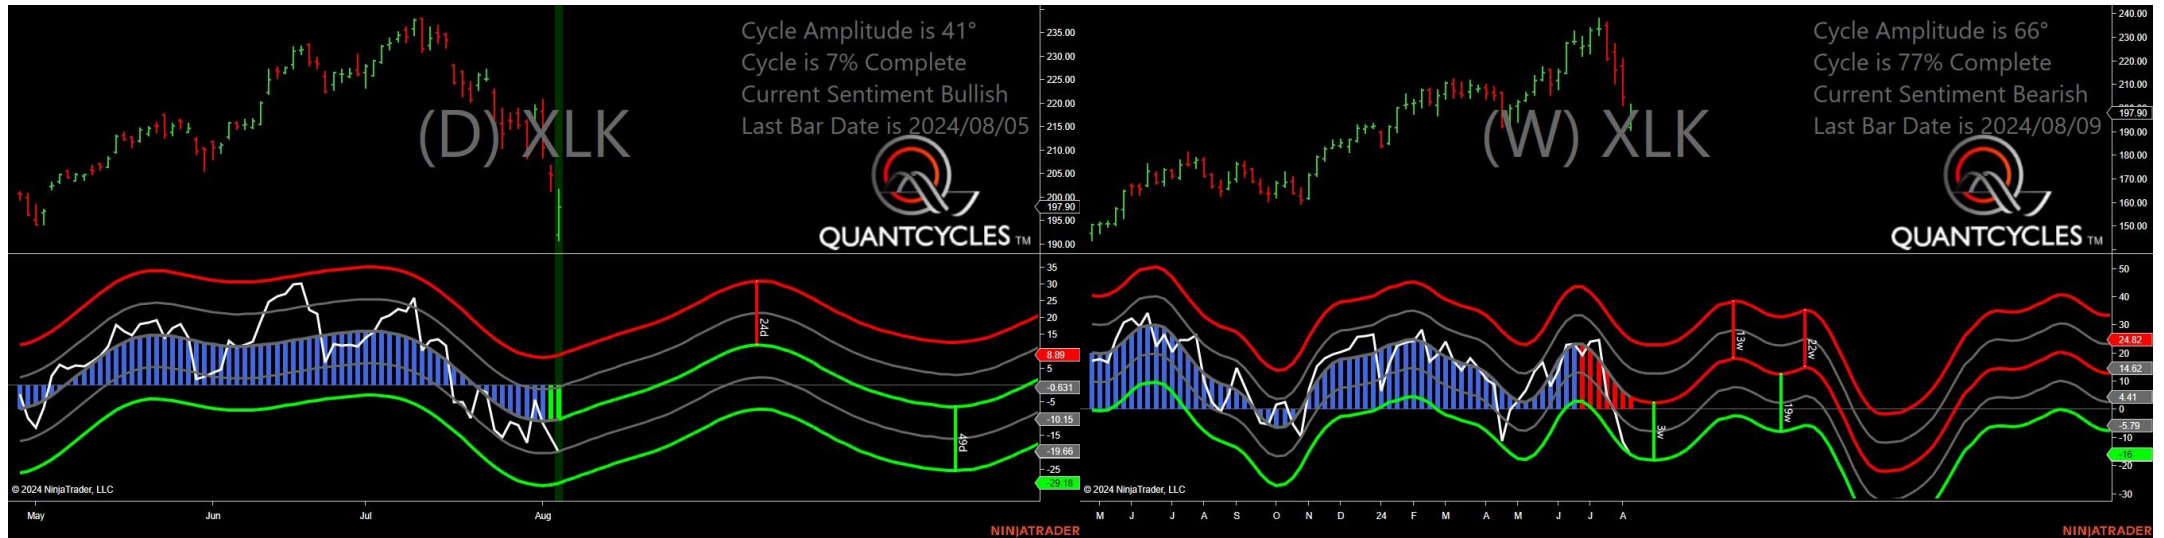 Cycle Amplitude is 41°
Cycle is 7% Complete
Current Sentiment Bullish
Last Bar Date is 2024/08/05
(D) XLK
QUANTCYCLES TM
235.00
230.00
225.00
220.00
215.00
210.00
205.00
200.00
197.90
195.00
190.00
35
30
25
20
15
8.89
5
-0.631
-5
-10.15
-15
-19.66
-25
-29.18
24d
49d
© 2024 NinjaTrader, LLC
May Jun Jul Aug
NINJATRADER
Cycle Amplitude is 66°
Cycle is 77% Complete
Current Sentiment Bearish
Last Bar Date is 2024/08/09
(W) XLK
QUANTCYCLES TM
240.00
230.00
220.00
210.00
197.90
190.00
180.00
170.00
160.00
150.00
50
40
30
24.82
20
14.62
10
4.41
0
-5.79
-10
-16
-20
-30
3w
13w
19w
22w
© 2024 NinjaTrader, LLC
M J J A S O N D 24 F M A M J J A
NINJATRADER